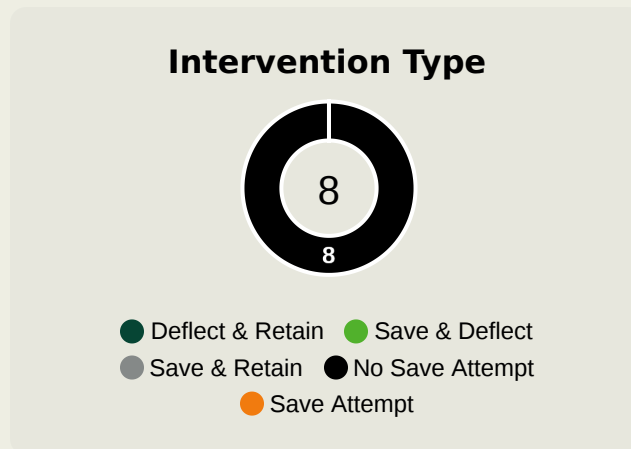 Intervention Type
8
8
Deflect & Retain
Save & Deflect
Save & Retain
No Save Attempt
Save Attempt